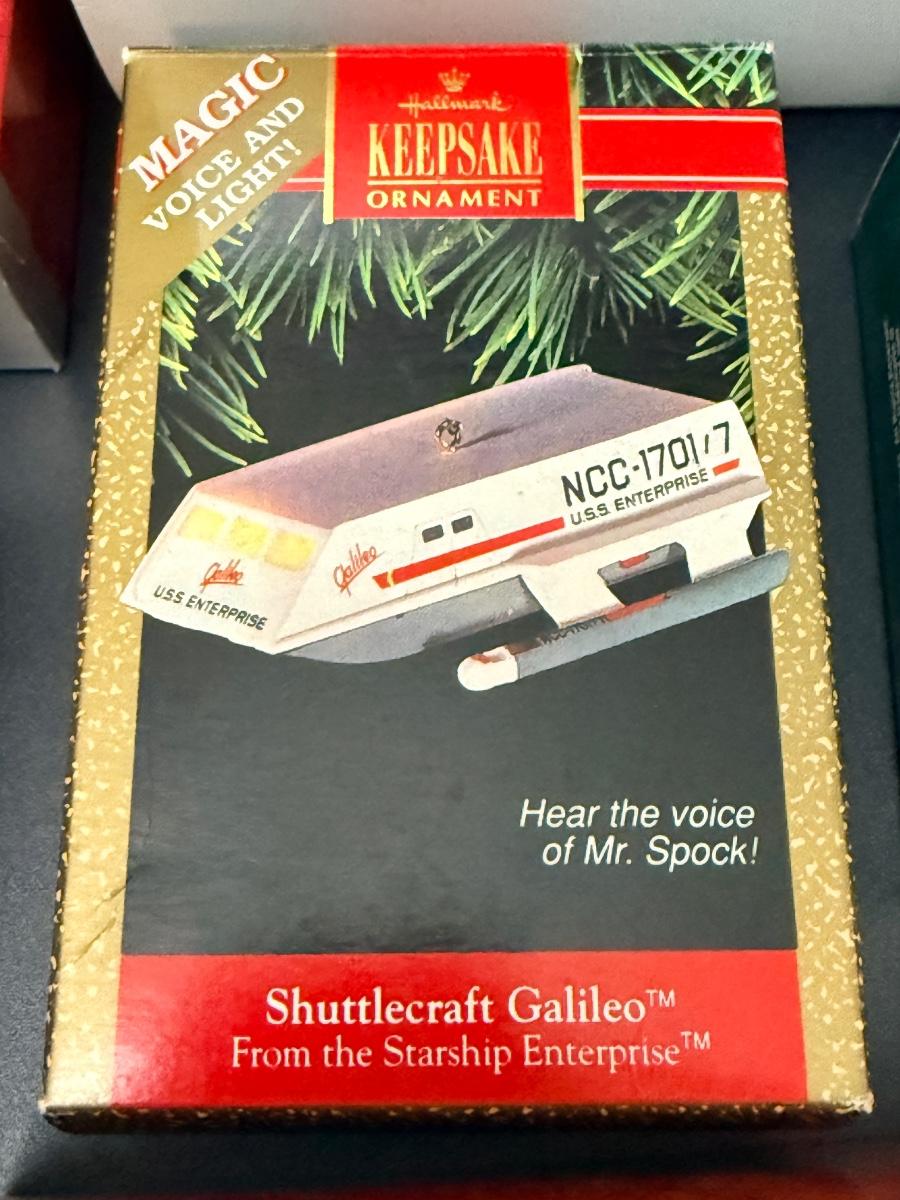 MAGIC
VOICE AND
LIGHT!
Hallmark
KEEPSAKE
ORNAMENT
NCC-1701/7
U.S.S. ENTERPRISE
Galileo
Galileo
U.S.S. ENTERPRISE
Hear the voice
of Mr. Spock!
Shuttlecraft Galileo™
From the Starship Enterprise™